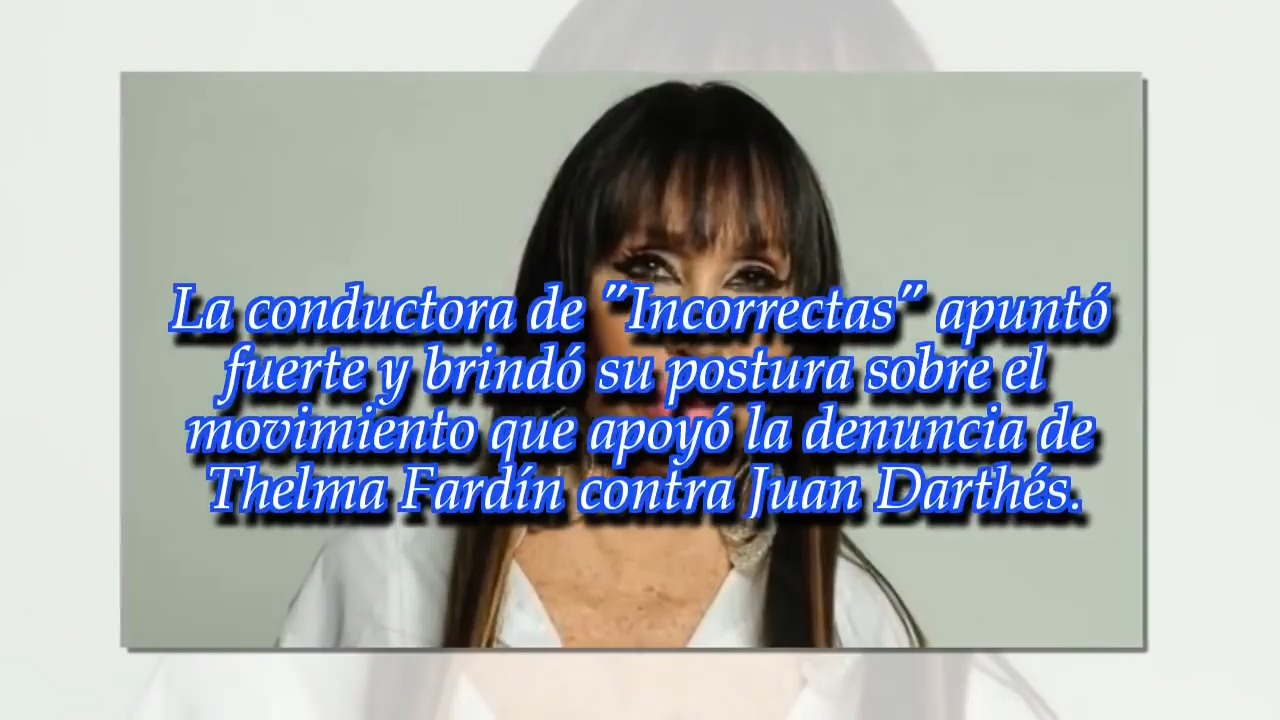 La conductora de "Incorrectas" apuntó
fuerte y brindó su postura sobre el
movimiento que apoyó la denuncia de
Thelma Fardín contra Juan Darthés.